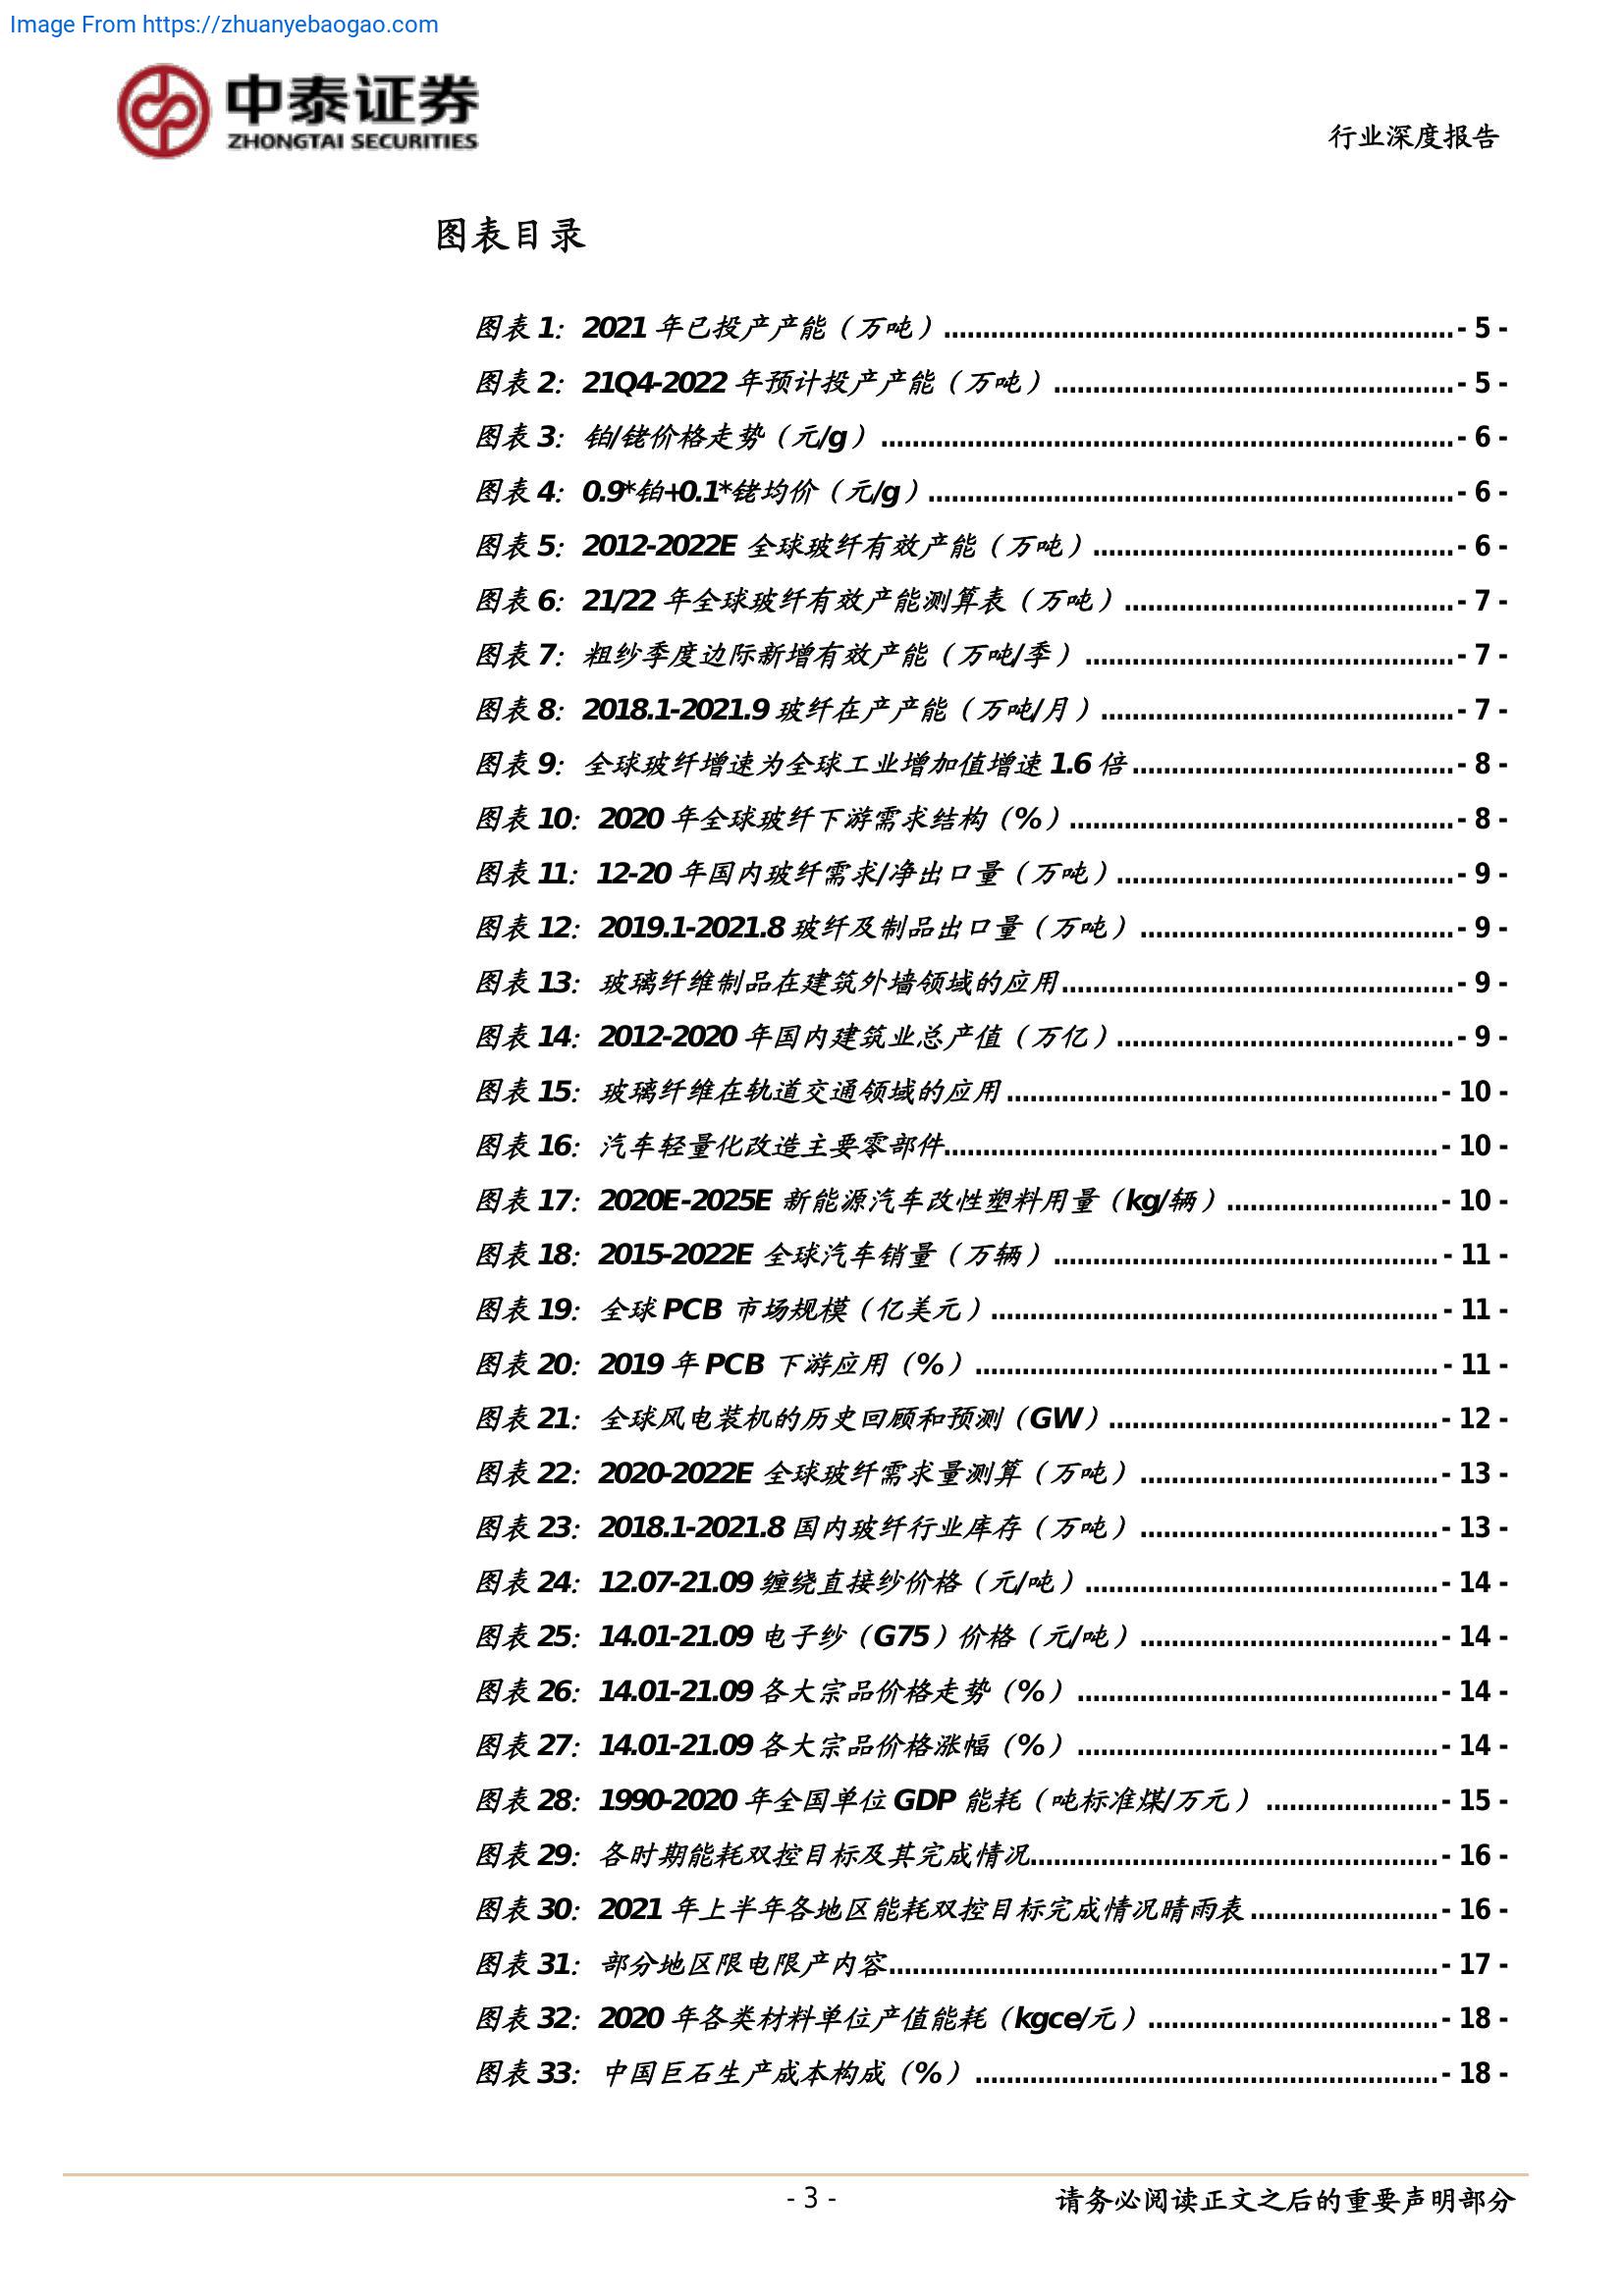 Image From https://zhuanyebaogao.com
中泰证券
ZHONGTAI SECURITIES
行业深度报告
图表目录
图表 1：2021 年已投产产能（万吨）- 5 -
图表 2：21Q4-2022 年预计投产产能（万吨）- 5 -
图表 3：铂/铑价格走势（元/g）- 6 -
图表 4：0.9*铂+0.1*铑均价（元/g）- 6 -
图表 5：2012-2022E 全球玻纤有效产能（万吨）- 6 -
图表 6：21/22 年全球玻纤有效产能测算表（万吨）- 7 -
图表 7：粗纱季度边际新增有效产能（万吨/季）- 7 -
图表 8：2018.1-2021.9 玻纤在产产能（万吨/月）- 7 -
图表 9：全球玻纤增速为全球工业增加值增速 1.6 倍- 8 -
图表 10：2020 年全球玻纤下游需求结构（%）- 8 -
图表 11：12-20 年国内玻纤需求/净出口量（万吨）- 9 -
图表 12：2019.1-2021.8 玻纤及制品出口量（万吨）- 9 -
图表 13：玻璃纤维制品在建筑外墙领域的应用- 9 -
图表 14：2012-2020 年国内建筑业总产值（万亿）- 9 -
图表 15：玻璃纤维在轨道交通领域的应用- 10 -
图表 16：汽车轻量化改造主要零部件- 10 -
图表 17：2020E-2025E 新能源汽车改性塑料用量（kg/辆）- 10 -
图表 18：2015-2022E 全球汽车销量（万辆）- 11 -
图表 19：全球 PCB 市场规模（亿美元）- 11 -
图表 20：2019 年 PCB 下游应用（%）- 11 -
图表 21：全球风电装机的历史回顾和预测（GW）- 12 -
图表 22：2020-2022E 全球玻纤需求量测算（万吨）- 13 -
图表 23：2018.1-2021.8 国内玻纤行业库存（万吨）- 13 -
图表 24：12.07-21.09 缠绕直接纱价格（元/吨）- 14 -
图表 25：14.01-21.09 电子纱（G75）价格（元/吨）- 14 -
图表 26：14.01-21.09 各大宗品价格走势（%）- 14 -
图表 27：14.01-21.09 各大宗品价格涨幅（%）- 14 -
图表 28：1990-2020 年全国单位 GDP 能耗（吨标准煤/万元）- 15 -
图表 29：各时期能耗双控目标及其完成情况- 16 -
图表 30：2021 年上半年各地区能耗双控目标完成情况晴雨表- 16 -
图表 31：部分地区限电限产内容- 17 -
图表 32：2020 年各类材料单位产值能耗（kgce/元）- 18 -
图表 33：中国巨石生产成本构成（%）- 18 -
- 3 -
请务必阅读正文之后的重要声明部分